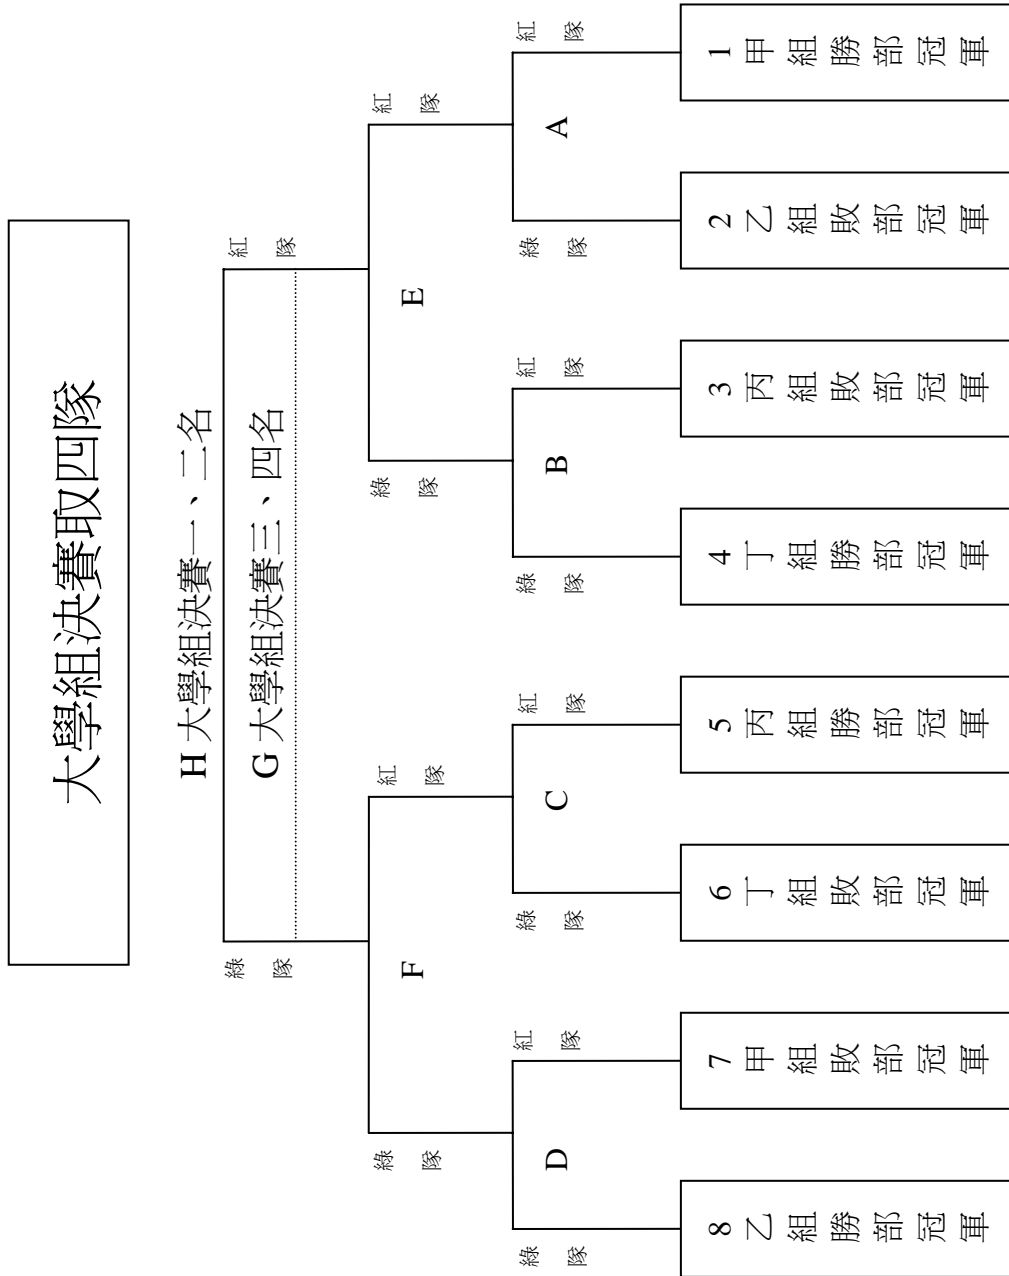 大學組決賽取四隊
H 大學組決賽一、二名
G 大學組決賽三、四名
綠隊
紅隊
F
E
綠隊
紅隊
綠隊
紅隊
D
C
B
A
綠隊
紅隊
綠隊
紅隊
綠隊
紅隊
綠隊
紅隊
8 乙組勝部冠軍
7 甲組敗部冠軍
6 丁組敗部冠軍
5 丙組勝部冠軍
4 丁組勝部冠軍
3 丙組敗部冠軍
2 乙組敗部冠軍
1 甲組勝部冠軍